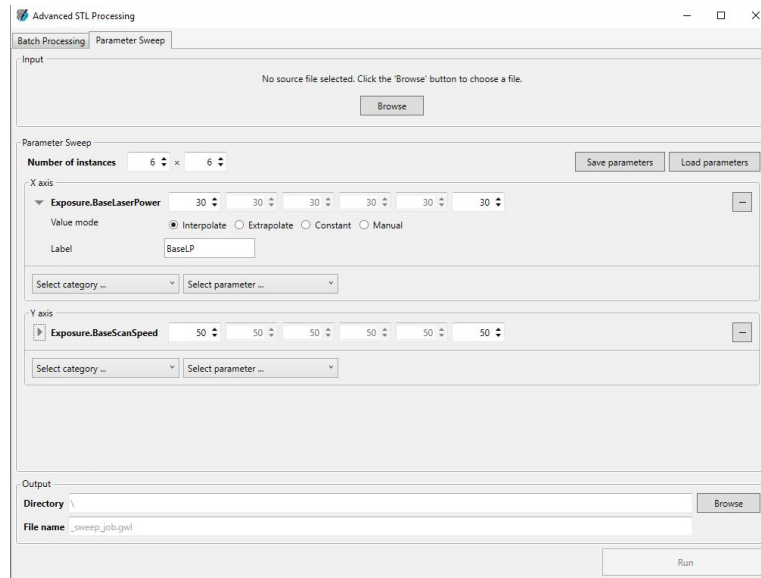 Advanced STL Processing
Batch Processing Parameter Sweep
Input
No source file selected. Click the 'Browse' button to choose a file.
Browse
Parameter Sweep
Number of instances 6 × 6 Save parameters Load parameters
X axis
Exposure.BaseLaserPower 30 30 30 30 30 30
Value mode Interpolate Extrapolate Constant Manual
Label BaseLP
Select category ... Select parameter ...
Y axis
Exposure.BaseScanSpeed 50 50 50 50 50 50
Select category ... Select parameter ...
Output
Directory \ Browse
File name _sweep_job.gwl
Run